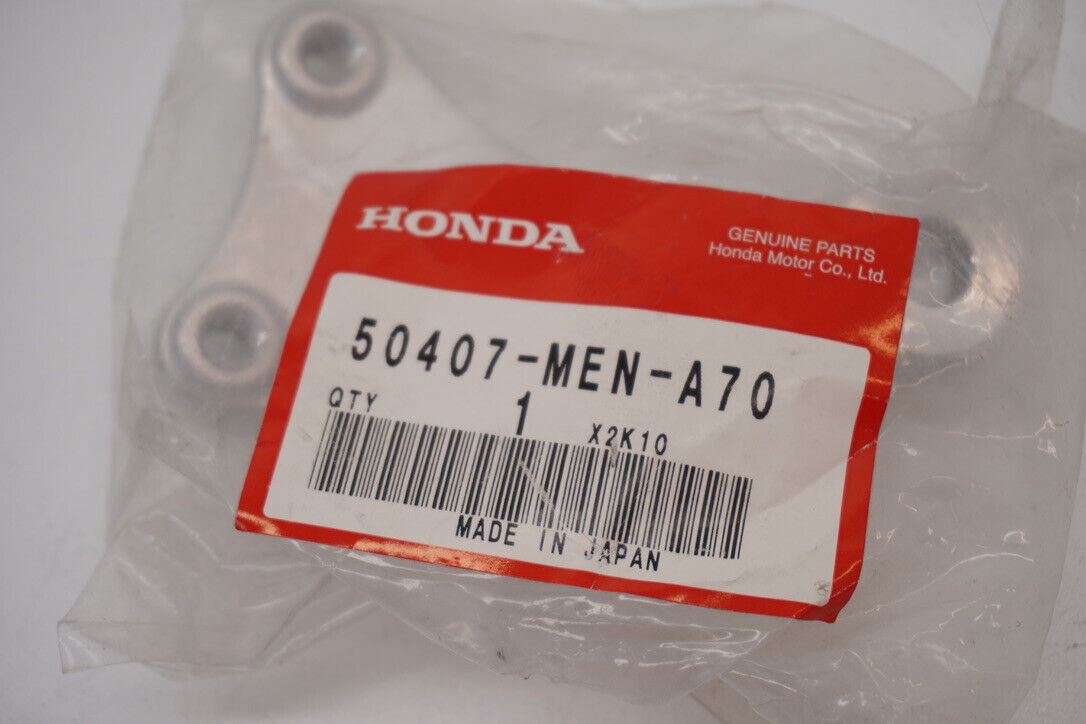 HONDA
GENUINE PARTS
Honda Motor Co., Ltd.
50407-MEN-A70
QTY 1 X2K10
MADE IN JAPAN